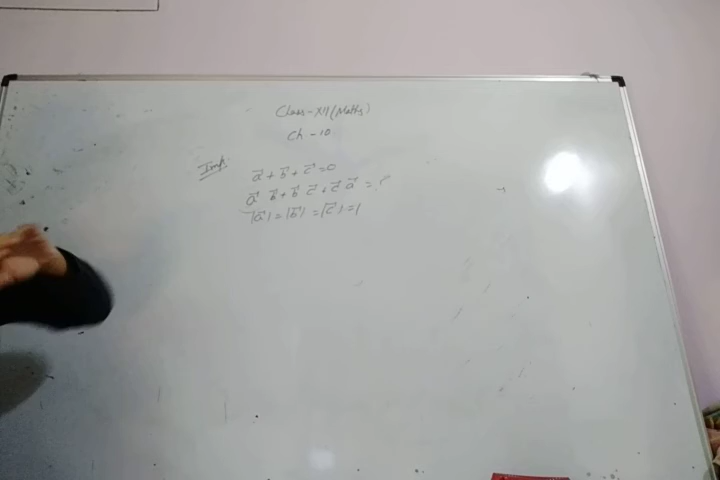 Class-XII (Maths)
Ch - 10
Imp:
a⃗ + b⃗ + c⃗ = 0
a⃗ b⃗ + b⃗ c⃗ + c⃗ a⃗ = ?
|a⃗| = |b⃗| = |c⃗| = 1